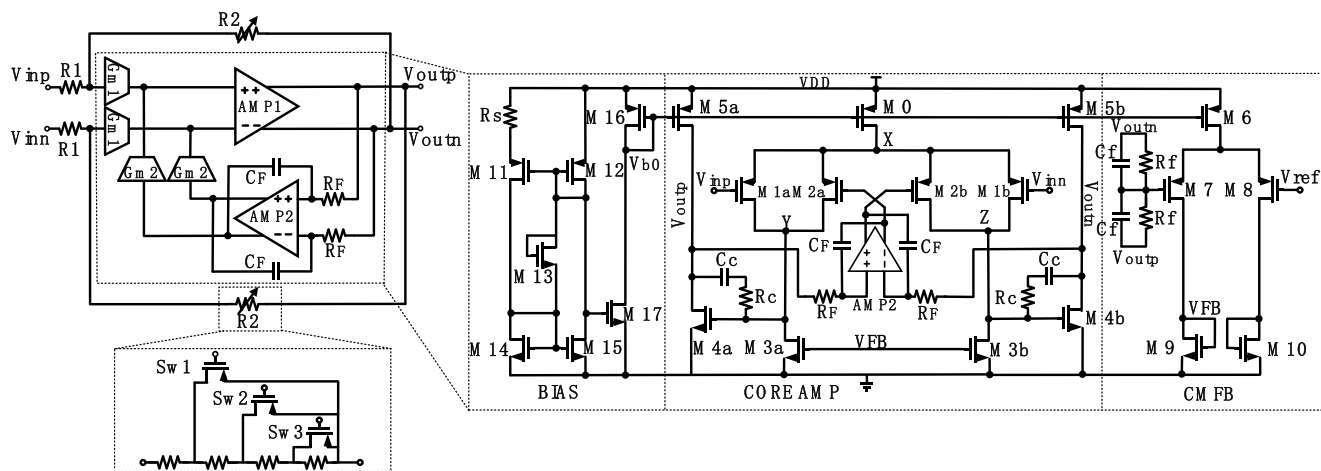 R2
Vinp R1 Gm1 AMP1 ++ -- Voutp
Vinn R1 Gm1 Voutn
Gm2 Gm2 CF
AMP2 ++ -- RF
RF
CF
R2
Sw1
Sw2
Sw3
VDD
Rs M16 M5a M0 M5b M6
Vb0 X
M11 M12
Vinp M1a M2a M2b M1b Vinn
Voutp Y Z Voutn
CF + + - - CF
AMP2
M13
Cc Rc RF RF Cc Rc
M17 M4a M3a VFB M3b M4b
M14 M15
Voutn
Cf Rf
Cf Rf
Voutp
M7 M8 Vref
VFB
M9 M10
BIAS COREAMP CMFB